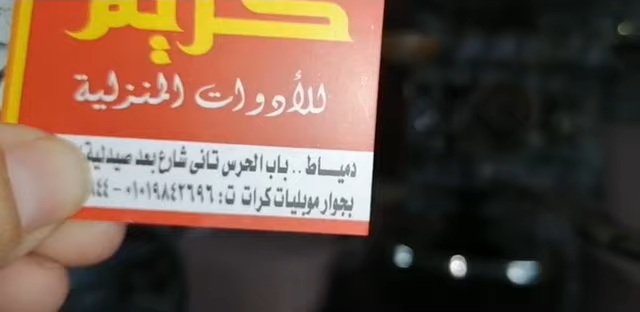 كريم
للأدوات المنزلية
دمياط .. باب الحرس تانى شارع بعد صيدلية
بجوار موبليات كرات ت: ٠١٠١٩٨٤٢٦٩٦ -